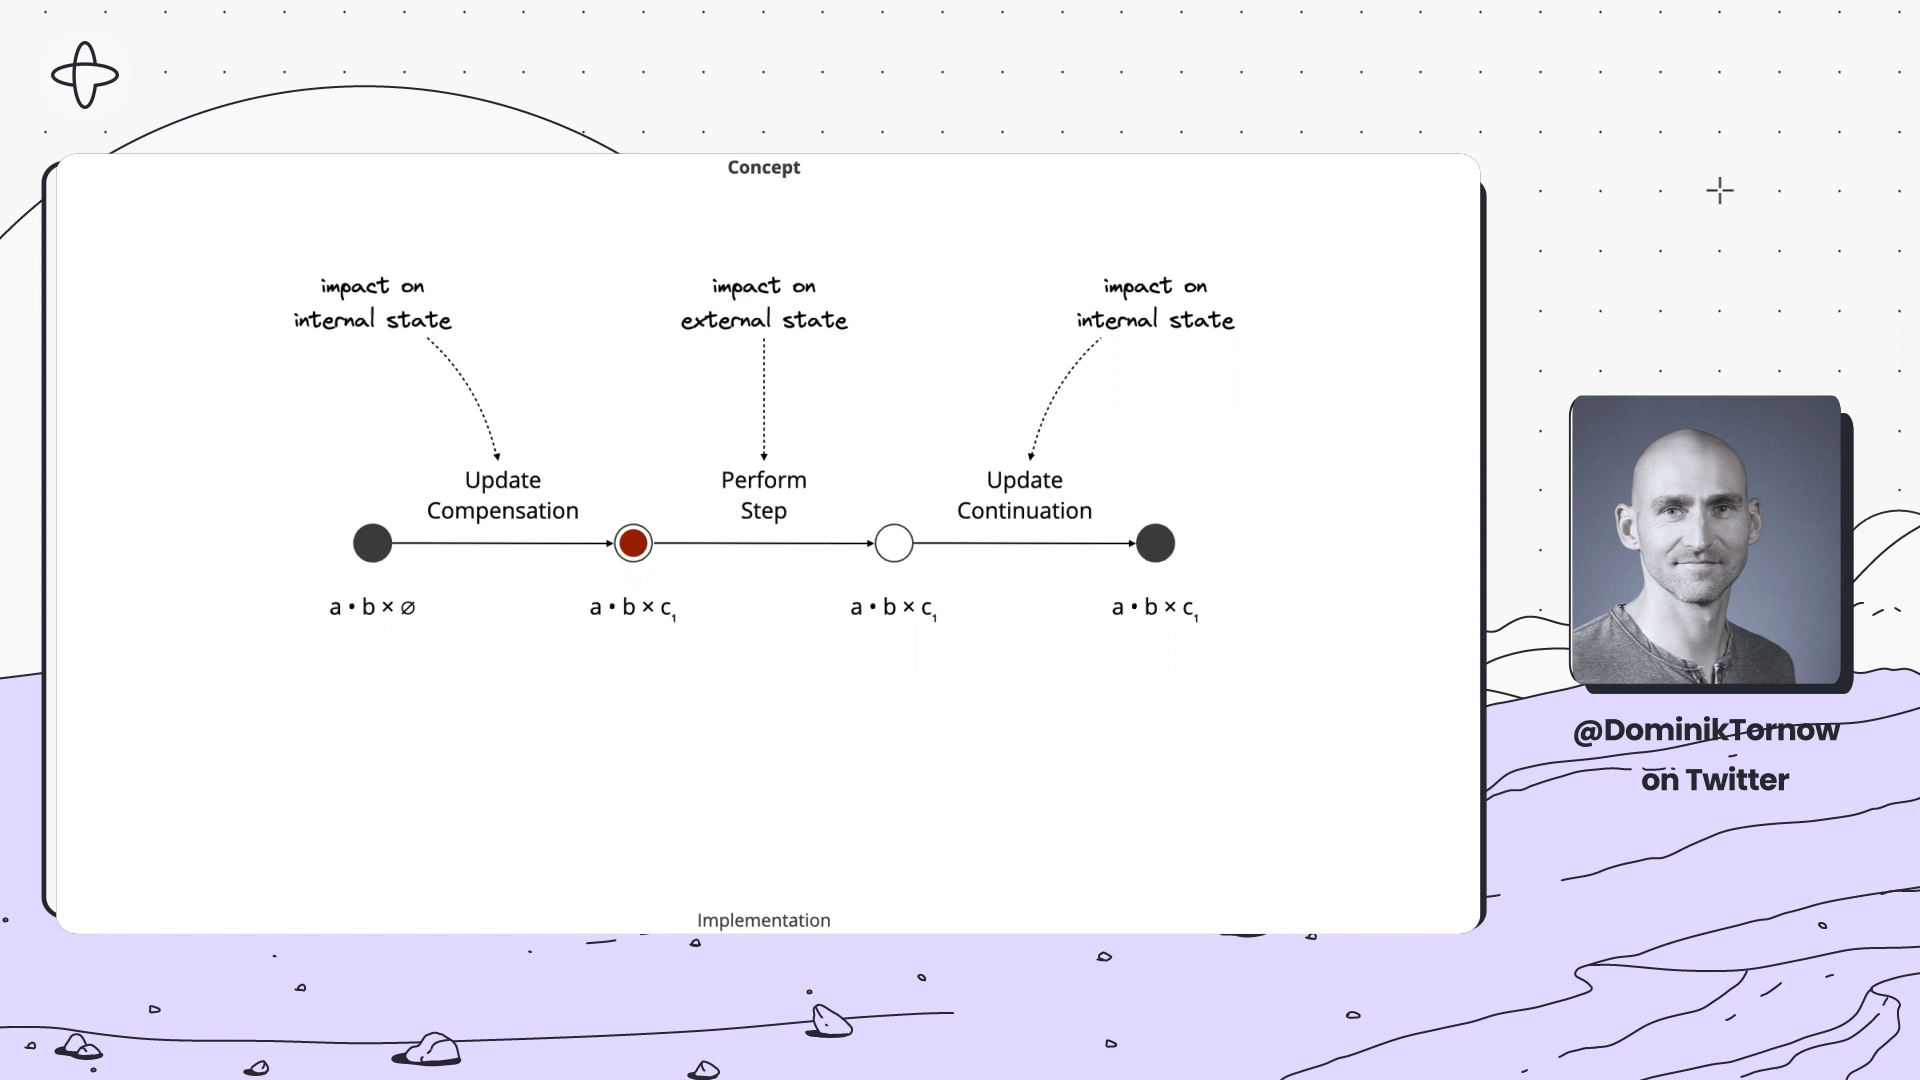 Concept
impact on
internal state
impact on
external state
impact on
internal state
Update
Compensation
Perform
Step
Update
Continuation
a • b × ∅
a • b × c₁
a • b × c₁
a • b × c₁
Implementation
@DominikTornow
on Twitter